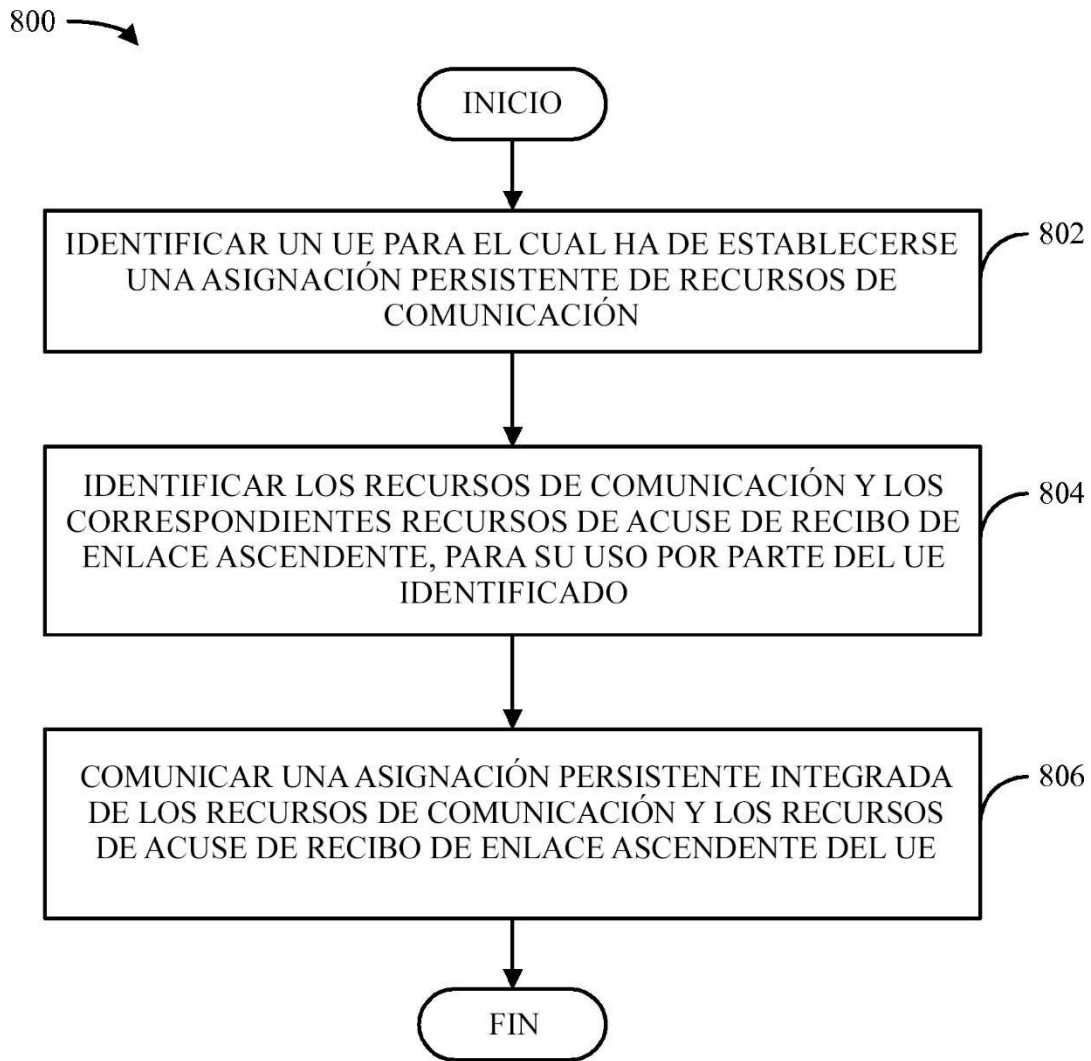 800
INICIO
IDENTIFICAR UN UE PARA EL CUAL HA DE ESTABLECERSE
UNA ASIGNACIÓN PERSISTENTE DE RECURSOS DE
COMUNICACIÓN
802
IDENTIFICAR LOS RECURSOS DE COMUNICACIÓN Y LOS
CORRESPONDIENTES RECURSOS DE ACUSE DE RECIBO DE
ENLACE ASCENDENTE, PARA SU USO POR PARTE DEL UE
IDENTIFICADO
804
COMUNICAR UNA ASIGNACIÓN PERSISTENTE INTEGRADA
DE LOS RECURSOS DE COMUNICACIÓN Y LOS RECURSOS
DE ACUSE DE RECIBO DE ENLACE ASCENDENTE DEL UE
806
FIN